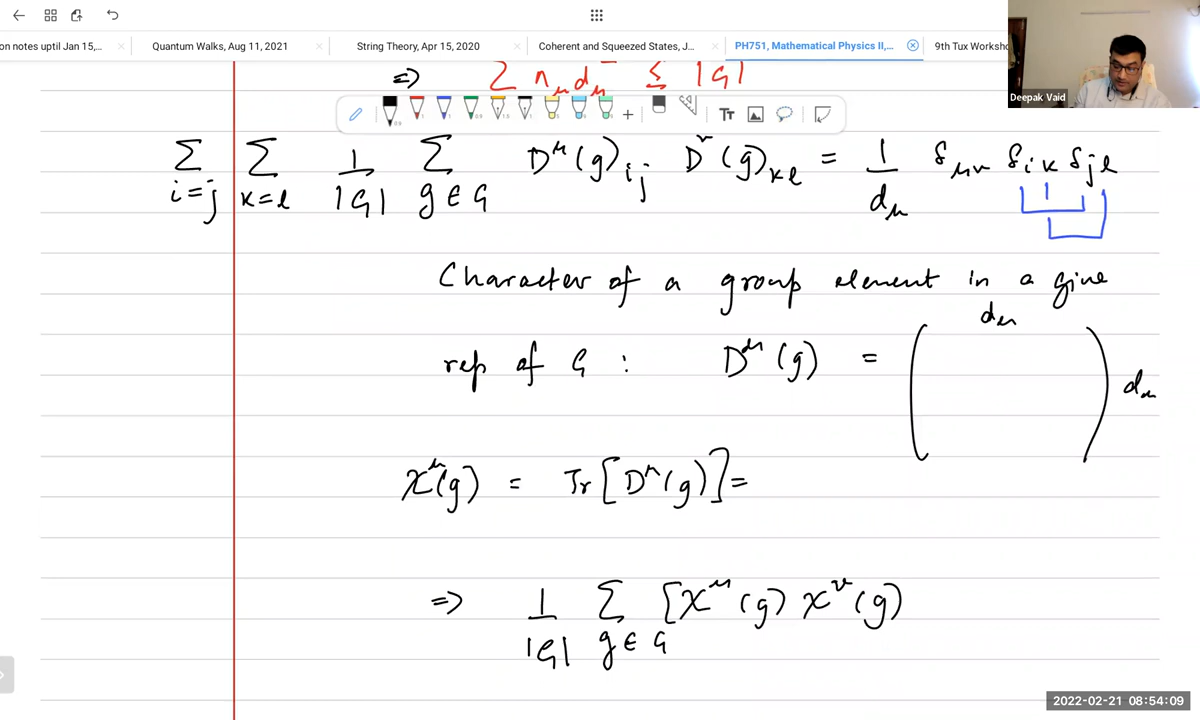 on notes uptil Jan 15,... Quantum Walks, Aug 11, 2021 String Theory, Apr 15, 2020 Coherent and Squeezed States, J... PH751, Mathematical Physics II,... 9th Tux Worksho
Deepak Vaid
⇒ Σ n_μ d_μ ≤ |G|
Σ_{i=j} Σ_{k=l} 1/|G| Σ_{g∈G} D^μ(g)_{ij} D^ν(g)_{kl} = 1/d_μ δ_{μν} δ_{ik} δ_{jl}
Character of a group element in a give
d_μ
rep of G : D^μ(g) = ( ) d_μ
χ^μ(g) = Tr[D^μ(g)] =
⇒ 1/|G| Σ_{g∈G} [χ^μ(g) χ^ν(g)
2022-02-21 08:54:09